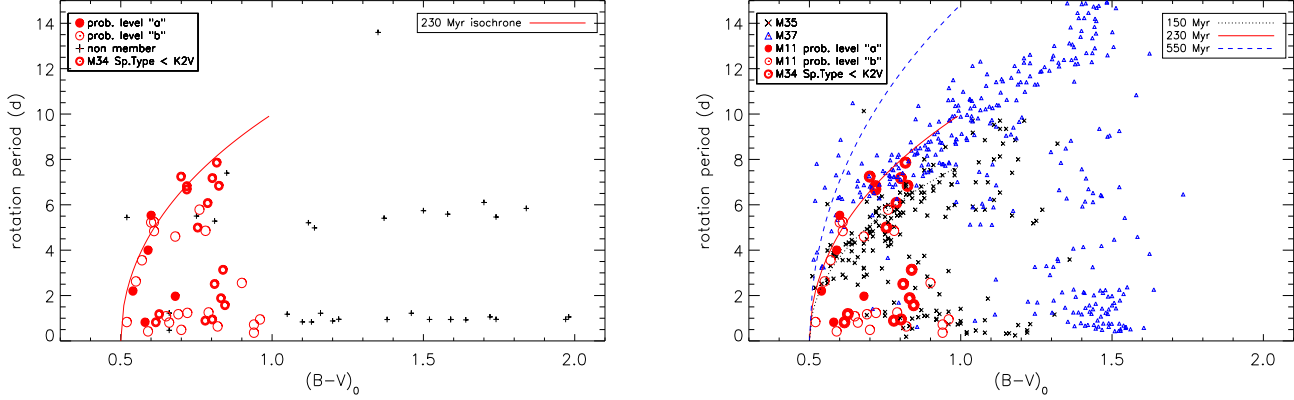 prob. level "a"
prob. level "b"
non member
M34 Sp.Type < K2V
230 Myr isochrone
rotation period (d)
14
12
10
8
6
4
2
0
0.5 1.0 1.5 2.0
(B-V)0
M35
M37
M11 prob. level "a"
M11 prob. level "b"
M34 Sp.Type < K2V
150 Myr
230 Myr
550 Myr
rotation period (d)
14
12
10
8
6
4
2
0
0.5 1.0 1.5 2.0
(B-V)0